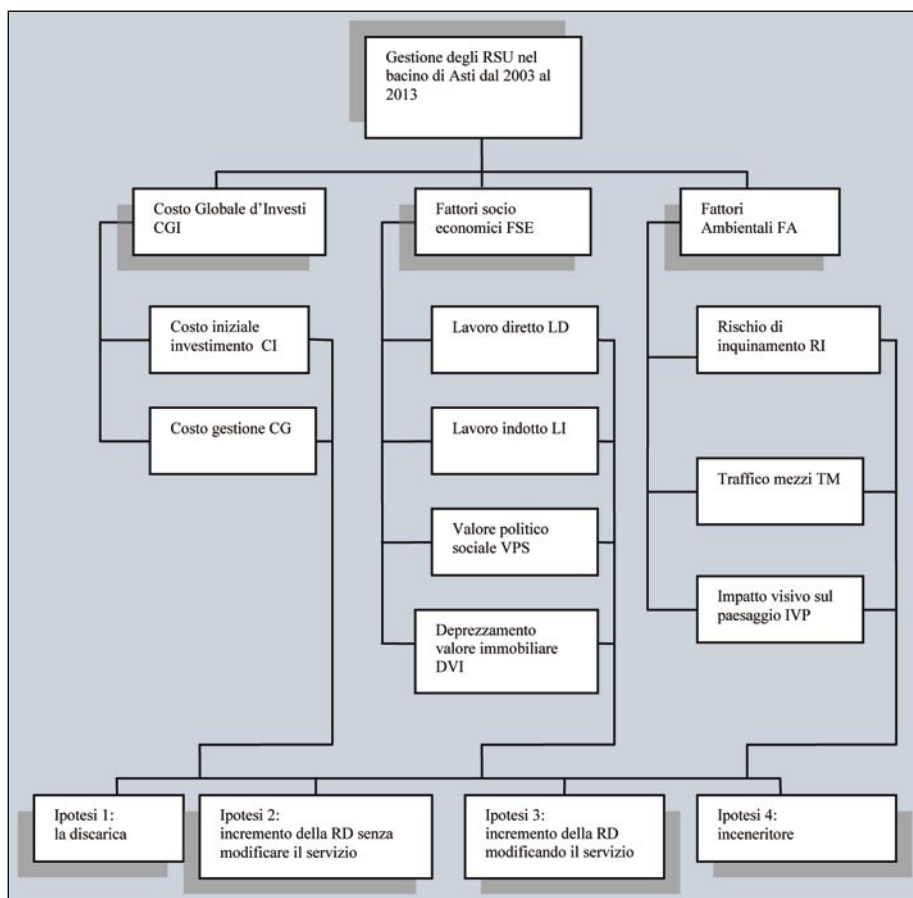 Gestione degli RSU nel
bacino di Asti dal 2003 al
2013
Costo Globale d'Investi
CGI
Fattori socio
economici FSE
Fattori
Ambientali FA
Costo iniziale
investimento CI
Lavoro diretto LD
Rischio di
inquinamento RI
Costo gestione CG
Lavoro indotto LI
Traffico mezzi TM
Valore politico
sociale VPS
Impatto visivo sul
paesaggio IVP
Deprezzamento
valore immobiliare
DVI
Ipotesi 1:
la discarica
Ipotesi 2:
incremento della RD senza
modificare il servizio
Ipotesi 3:
incremento della RD
modificando il servizio
Ipotesi 4:
inceneritore